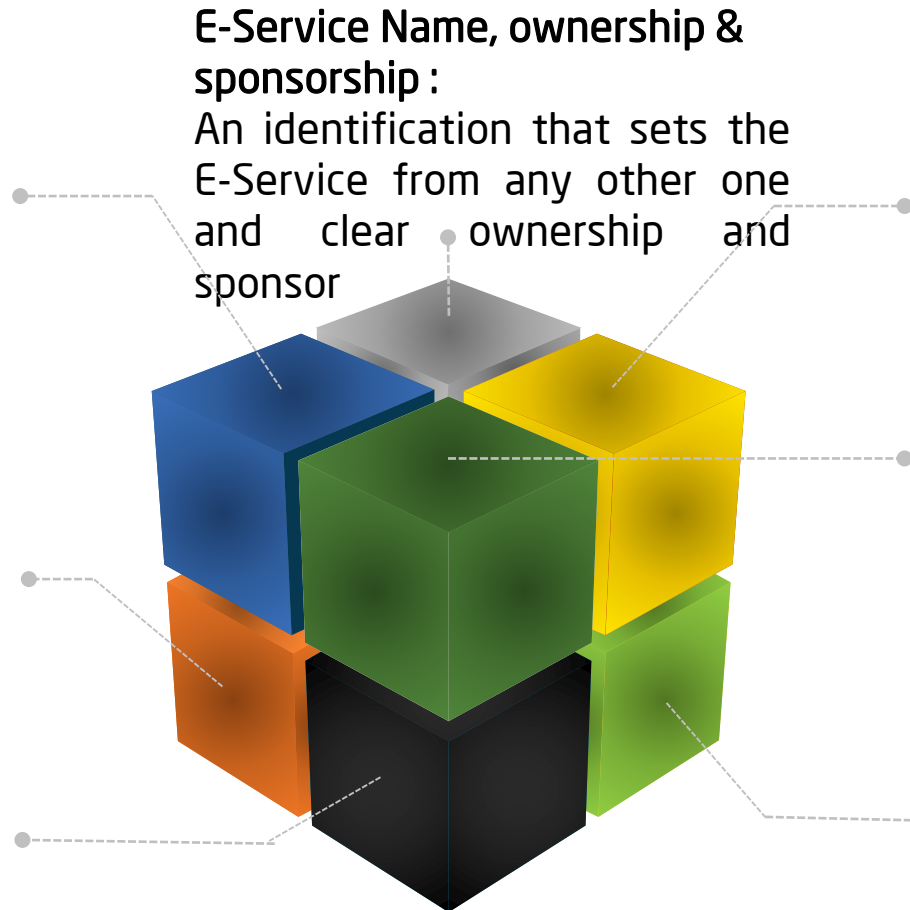 E-Service Name, ownership &
sponsorship :
An identification that sets the
E-Service from any other one
and clear ownership and
sponsor